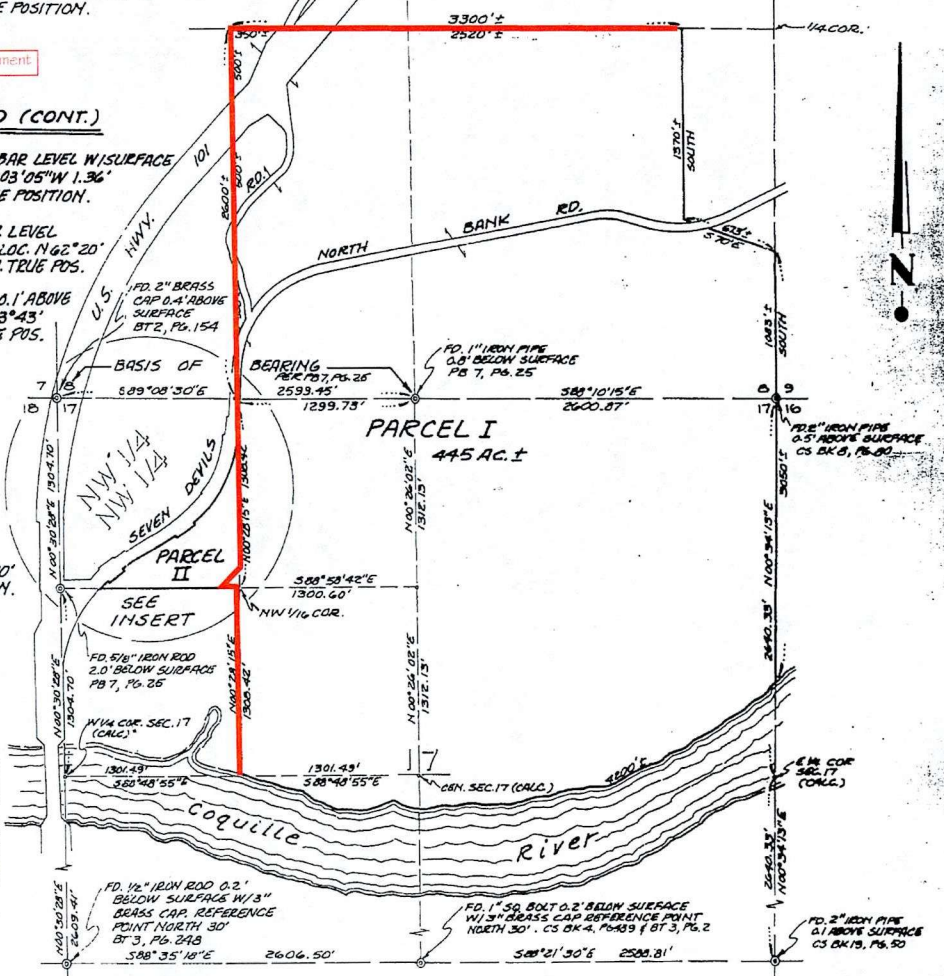 E POSITION.
ment
D (CONT.)
BAR LEVEL W/SURFACE
03'05"W 1.36'
E POSITION.
LEVEL
LOC. N 62°20'
TRUE POS.
0.1' ABOVE
3°43'
E POS.
3300'±
350'±
2520'±
1/4 COR.
500'±
600'±
2600'±
1370'±
SOUTH
U.S.
HWY.
101
RD.
NORTH
BANK
RD.
675'±
S 70° E
1083'±
SOUTH
N
FD. 2" BRASS
CAP 0.4' ABOVE
SURFACE
BT 2, PG. 154
BASIS OF
BEARING
PER PB 7, PG. 25
7 8
18 17
S89°08'30"E
2599.45'
1299.73'
FD. 1" IRON PIPE
0.8' BELOW SURFACE
PB 7, PG. 25
S88°10'15"E
2600.87'
8 9
17 16
FD. 2" IRON PIPE
0.5' ABOVE SURFACE
CS BK 8, PG. 80
PARCEL I
445 AC.±
NW 1/4
NW 1/4
SEVEN
DEVILS
N00°30'28"E 1304.70'
N00°28'15"E
N00°26'02"E
1312.13'
3050'±
N00°34'13"E
2640.33'
PARCEL
II
S88°58'42"E
1300.60'
SEE
INSERT
NW 1/16 COR.
FD. 5/8" IRON ROD
2.0' BELOW SURFACE
PB 7, PG. 25
N00°30'28"E
1304.70'
N00°28'15"E
1300.42'
N00°26'02"E
1312.13'
W 1/4 COR. SEC. 17
(CALC)
1301.49'
S88°48'55"E
1301.49'
S88°48'55"E
17
CEN. SEC. 17 (CALC)
4200'±
E 1/4 COR
SEC. 17
(CALC)
Coquille
River
2640.33'
N00°34'13"E
N00°30'28"E
2609.41'
FD. 1/2" IRON ROD 0.2'
BELOW SURFACE W/3"
BRASS CAP. REFERENCE
POINT NORTH 30'
BT 3, PG. 248
FD. 1" SQ. BOLT 0.2' BELOW SURFACE
W/3" BRASS CAP REFERENCE POINT
NORTH 30'. CS BK 4, PG 489 & BT 3, PG. 2
FD. 2" IRON PIPE
0.1 ABOVE SURFACE
CS BK 13, PG. 50
S88°35'18"E
2606.50'
S88°21'30"E
2588.81'